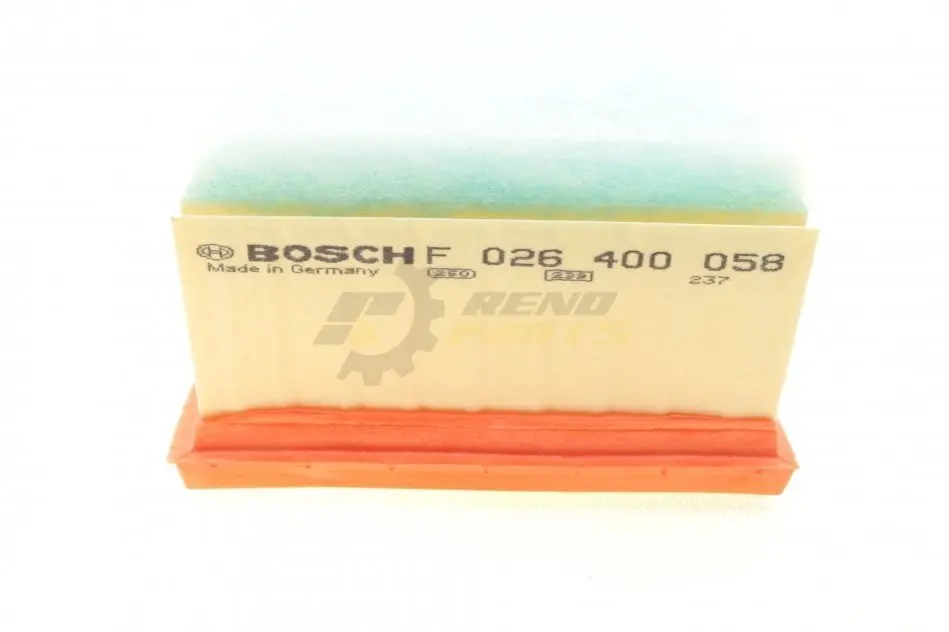 BOSCH F 026 400 058
Made in Germany 237
RENO
PARTS